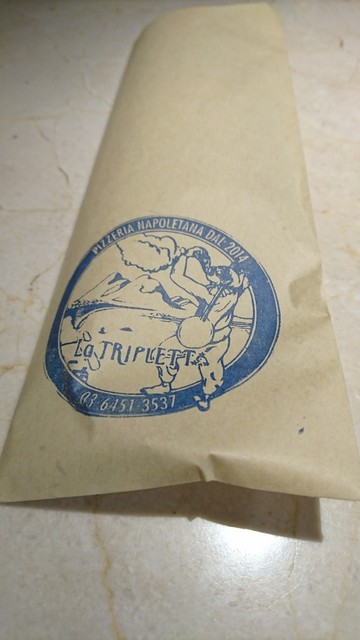 PIZZERIA NAPOLETANA DAL 2014
La TRIPLETTA
03-6451-3537